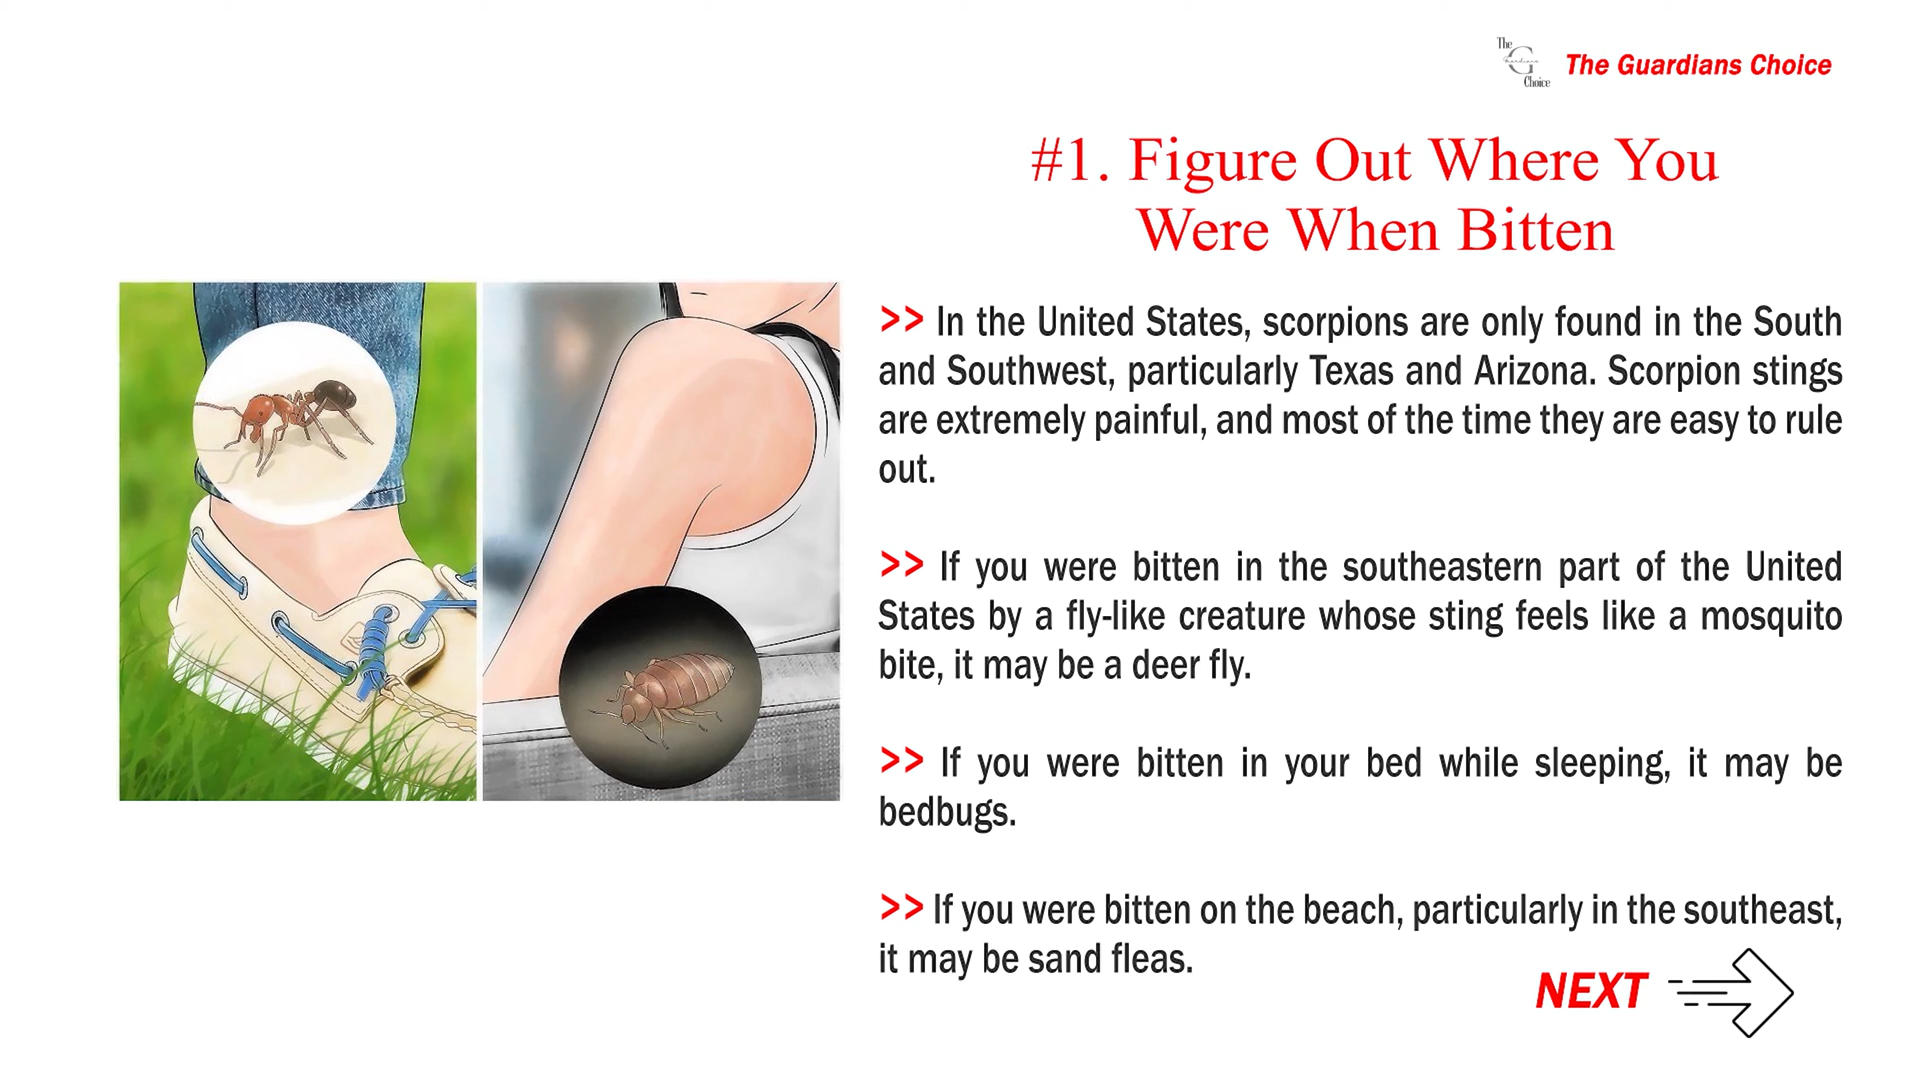 The
G
Choice
The Guardians Choice
#1. Figure Out Where You
Were When Bitten
>> In the United States, scorpions are only found in the South
and Southwest, particularly Texas and Arizona. Scorpion stings
are extremely painful, and most of the time they are easy to rule
out.
>> If you were bitten in the southeastern part of the United
States by a fly-like creature whose sting feels like a mosquito
bite, it may be a deer fly.
>> If you were bitten in your bed while sleeping, it may be
bedbugs.
>> If you were bitten on the beach, particularly in the southeast,
it may be sand fleas.
NEXT